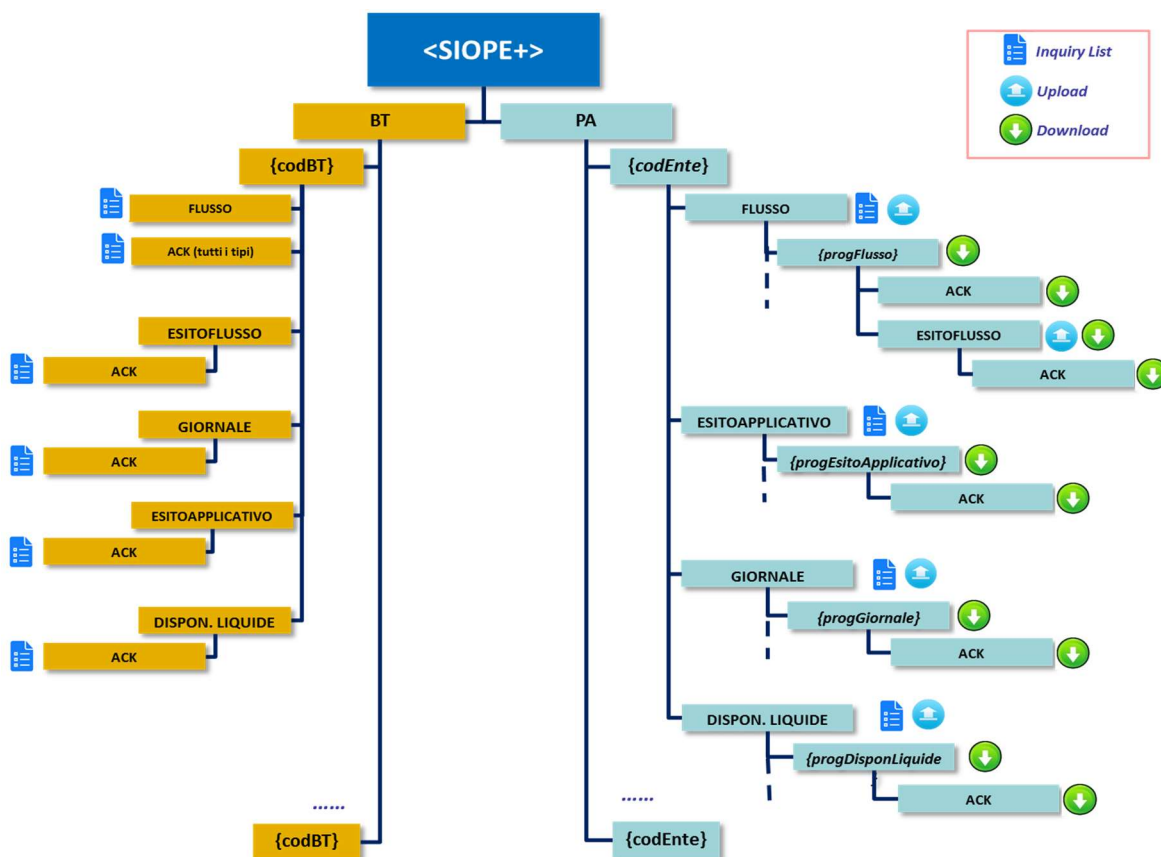 <SIOPE+>
Inquiry List
Upload
Download
BT
PA
{codBT}
{codEnte}
FLUSSO
ACK (tutti i tipi)
ESITOFLUSSO
ACK
GIORNALE
ACK
ESITOAPPLICATIVO
ACK
DISPON. LIQUIDE
ACK
......
{codBT}
FLUSSO
{progFlusso}
ACK
ESITOFLUSSO
ACK
ESITOAPPLICATIVO
{progEsitoApplicativo}
ACK
GIORNALE
{progGiornale}
ACK
DISPON. LIQUIDE
{progDisponLiquide
}
ACK
......
{codEnte}